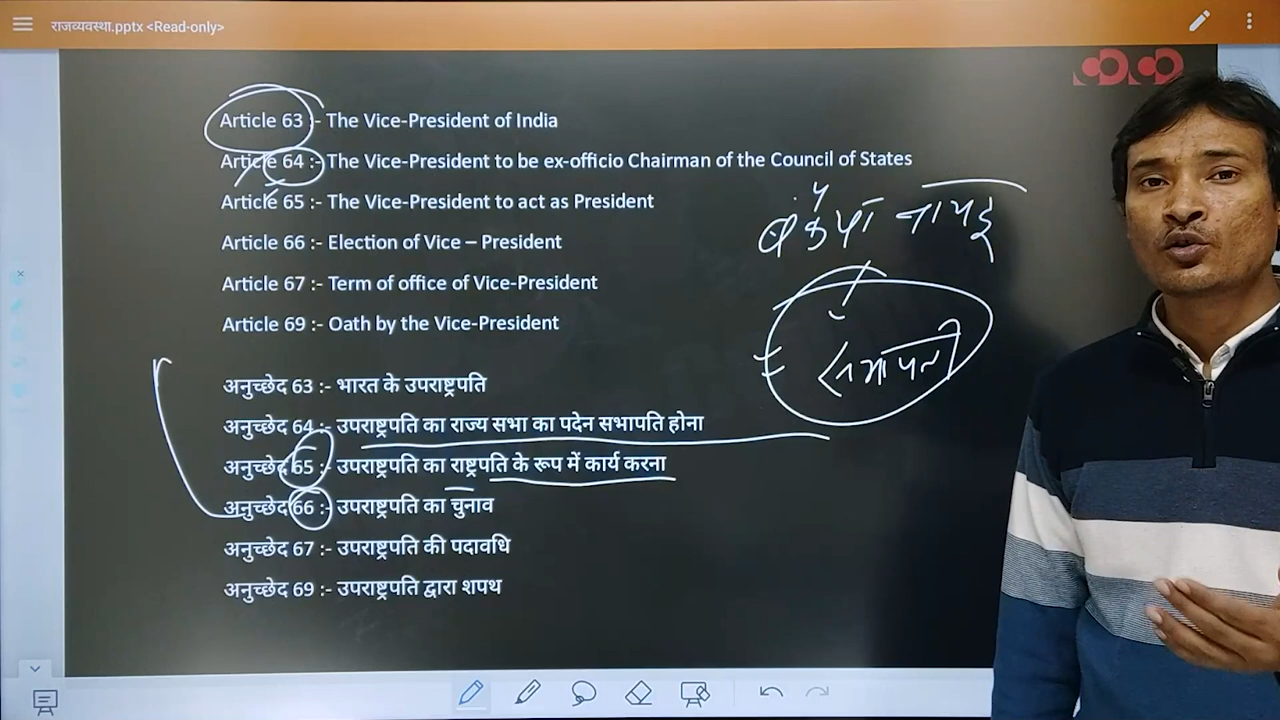 राजव्यवस्था.pptx <Read-only>
Article 63 :- The Vice-President of India
Article 64 :- The Vice-President to be ex-officio Chairman of the Council of States
Article 65 :- The Vice-President to act as President
Article 66 :- Election of Vice – President
Article 67 :- Term of office of Vice-President
Article 69 :- Oath by the Vice-President
नायडू
सभापती
अनुच्छेद 63 :- भारत के उपराष्ट्रपति
अनुच्छेद 64 :- उपराष्ट्रपति का राज्य सभा का पदेन सभापति होना
अनुच्छेद 65 :- उपराष्ट्रपति का राष्ट्रपति के रूप में कार्य करना
अनुच्छेद 66 :- उपराष्ट्रपति का चुनाव
अनुच्छेद 67 :- उपराष्ट्रपति की पदावधि
अनुच्छेद 69 :- उपराष्ट्रपति द्वारा शपथ